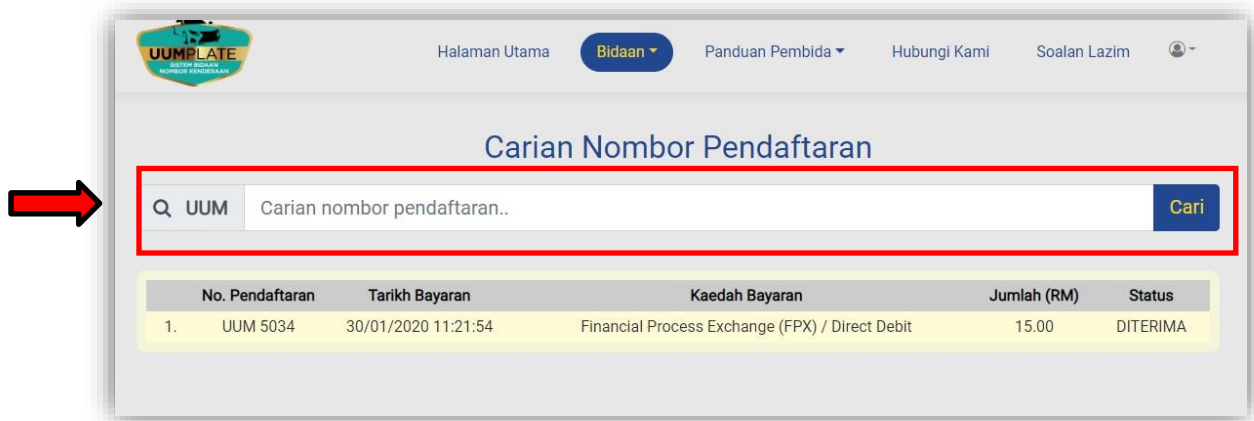 UUMPLATE
SISTEM BIDAAN
NOMBOR KENDERAAN
Halaman Utama Bidaan Panduan Pembida Hubungi Kami Soalan Lazim
Carian Nombor Pendaftaran
UUM Carian nombor pendaftaran.. Cari
No. Pendaftaran Tarikh Bayaran Kaedah Bayaran Jumlah (RM) Status
1. UUM 5034 30/01/2020 11:21:54 Financial Process Exchange (FPX) / Direct Debit 15.00 DITERIMA